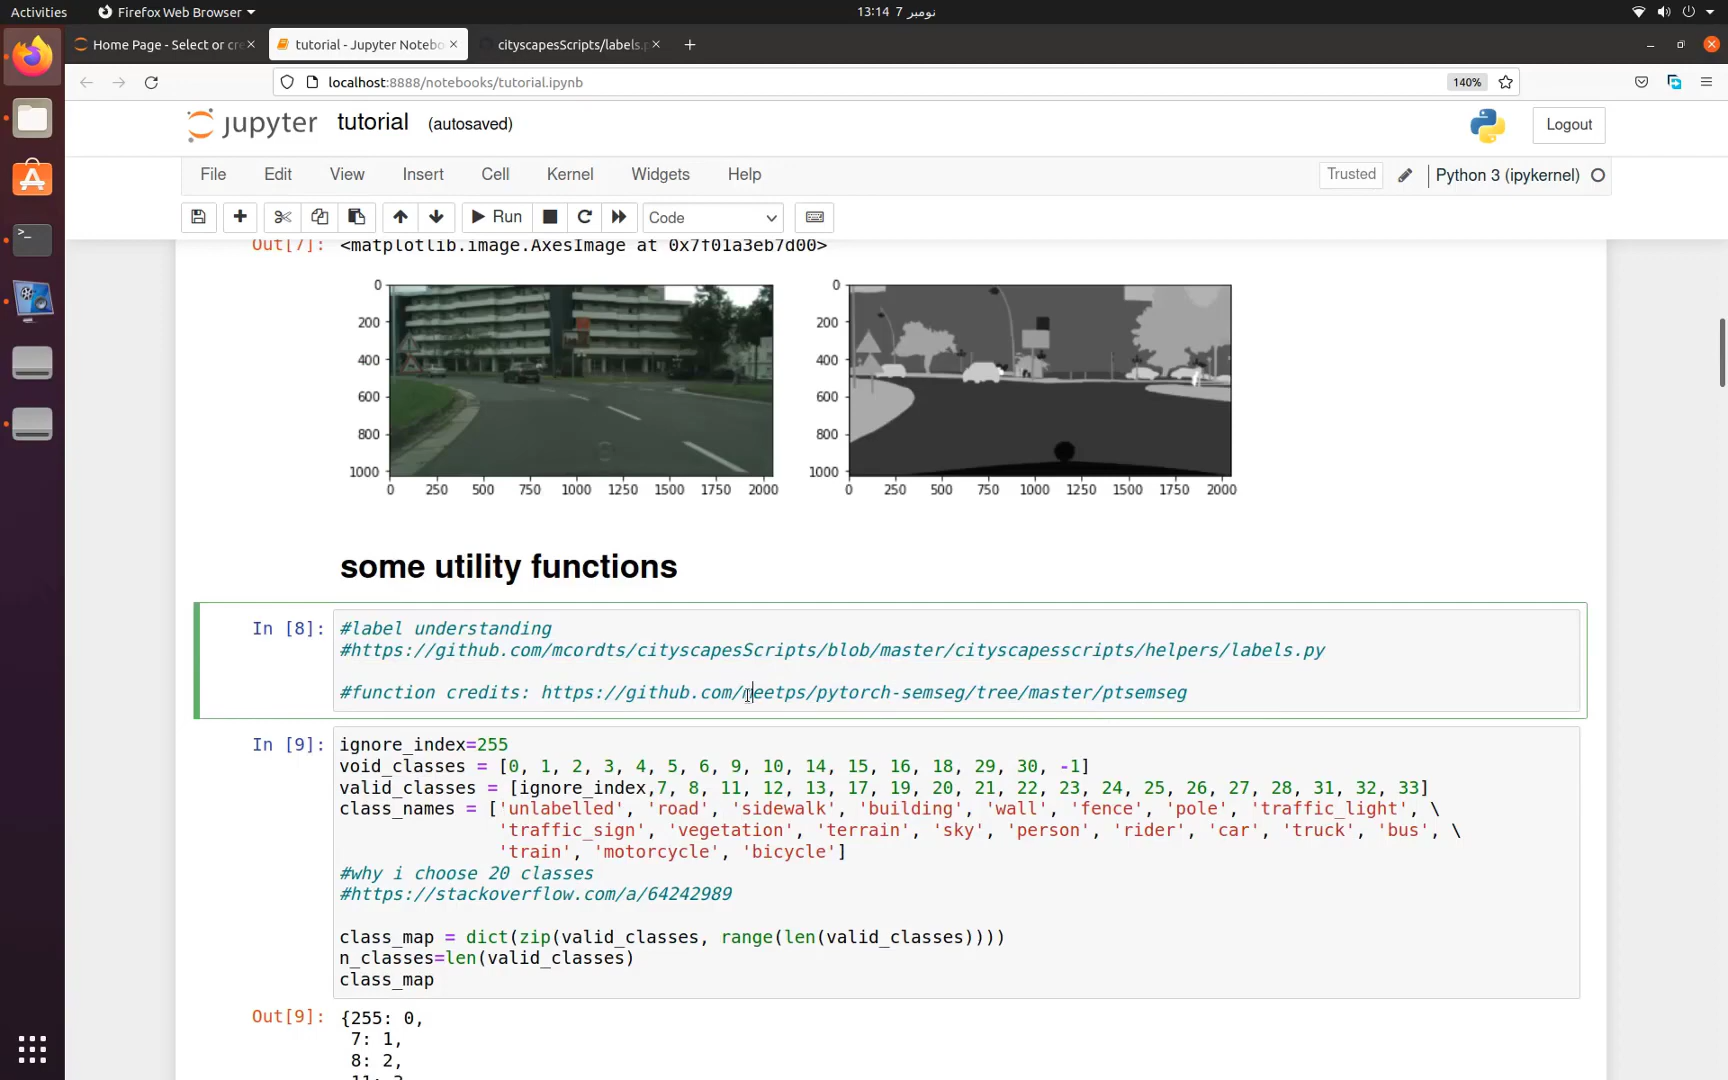 Activities
Firefox Web Browser
13:14 7 نومبر
Home Page - Select or cre
tutorial - Jupyter Notebo
cityscapesScripts/labels.p
localhost:8888/notebooks/tutorial.ipynb
140%
jupyter tutorial (autosaved)
Logout
File Edit View Insert Cell Kernel Widgets Help
Trusted
Python 3 (ipykernel)
Run
Code
Out[7]: <matplotlib.image.AxesImage at 0x7f01a3eb7d00>
0
200
400
600
800
1000
0 250 500 750 1000 1250 1500 1750 2000
0
200
400
600
800
1000
0 250 500 750 1000 1250 1500 1750 2000
some utility functions
In [8]: #label understanding
#https://github.com/mcordts/cityscapesScripts/blob/master/cityscapesscripts/helpers/labels.py
#function credits: https://github.com/meetps/pytorch-semseg/tree/master/ptsemseg
In [9]: ignore_index=255
void_classes = [0, 1, 2, 3, 4, 5, 6, 9, 10, 14, 15, 16, 18, 29, 30, -1]
valid_classes = [ignore_index,7, 8, 11, 12, 13, 17, 19, 20, 21, 22, 23, 24, 25, 26, 27, 28, 31, 32, 33]
class_names = ['unlabelled', 'road', 'sidewalk', 'building', 'wall', 'fence', 'pole', 'traffic_light', \
'traffic_sign', 'vegetation', 'terrain', 'sky', 'person', 'rider', 'car', 'truck', 'bus', \
'train', 'motorcycle', 'bicycle']
#why i choose 20 classes
#https://stackoverflow.com/a/64242989
class_map = dict(zip(valid_classes, range(len(valid_classes))))
n_classes=len(valid_classes)
class_map
Out[9]: {255: 0,
7: 1,
8: 2,